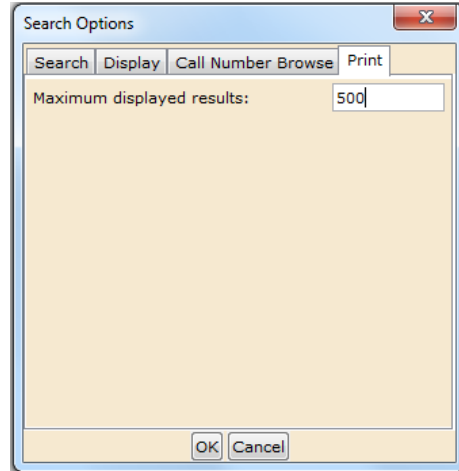 Search Options
Search Display Call Number Browse Print
Maximum displayed results: 500
OK Cancel